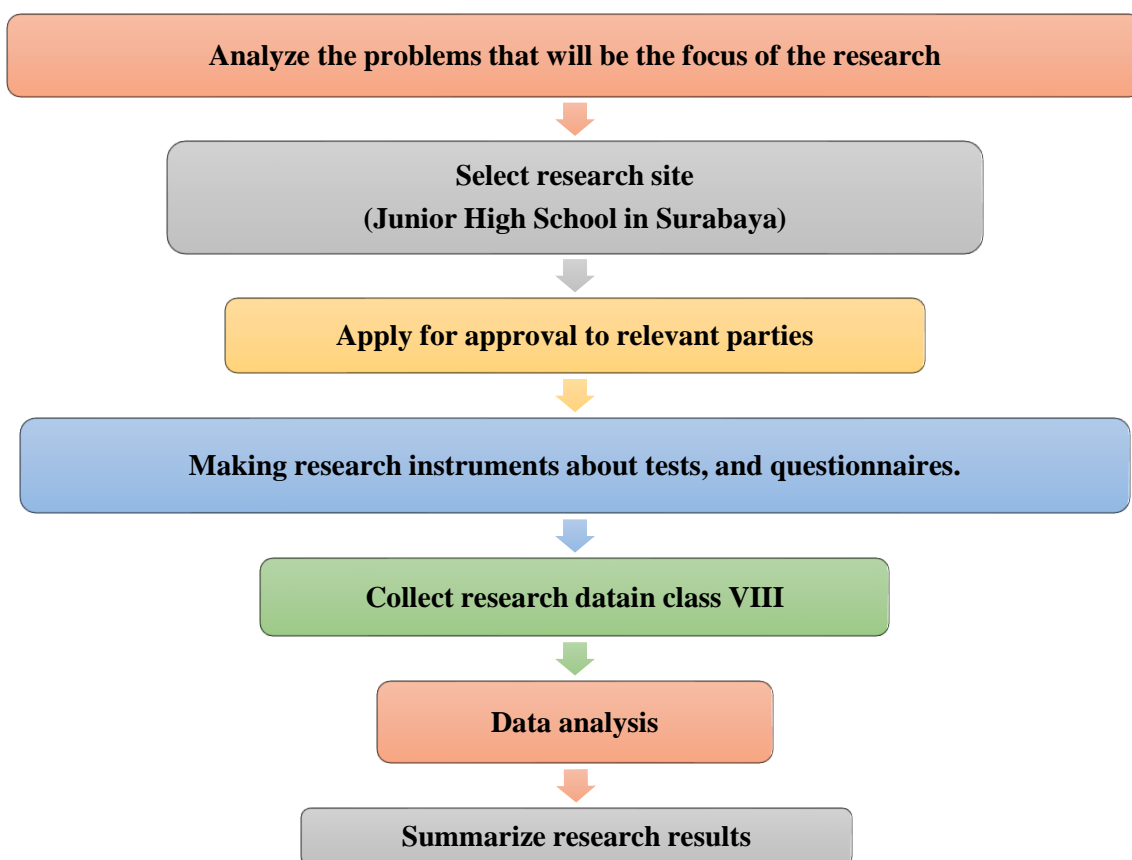 Analyze the problems that will be the focus of the research
Select research site
(Junior High School in Surabaya)
Apply for approval to relevant parties
Making research instruments about tests, and questionnaires.
Collect research datain class VIII
Data analysis
Summarize research results